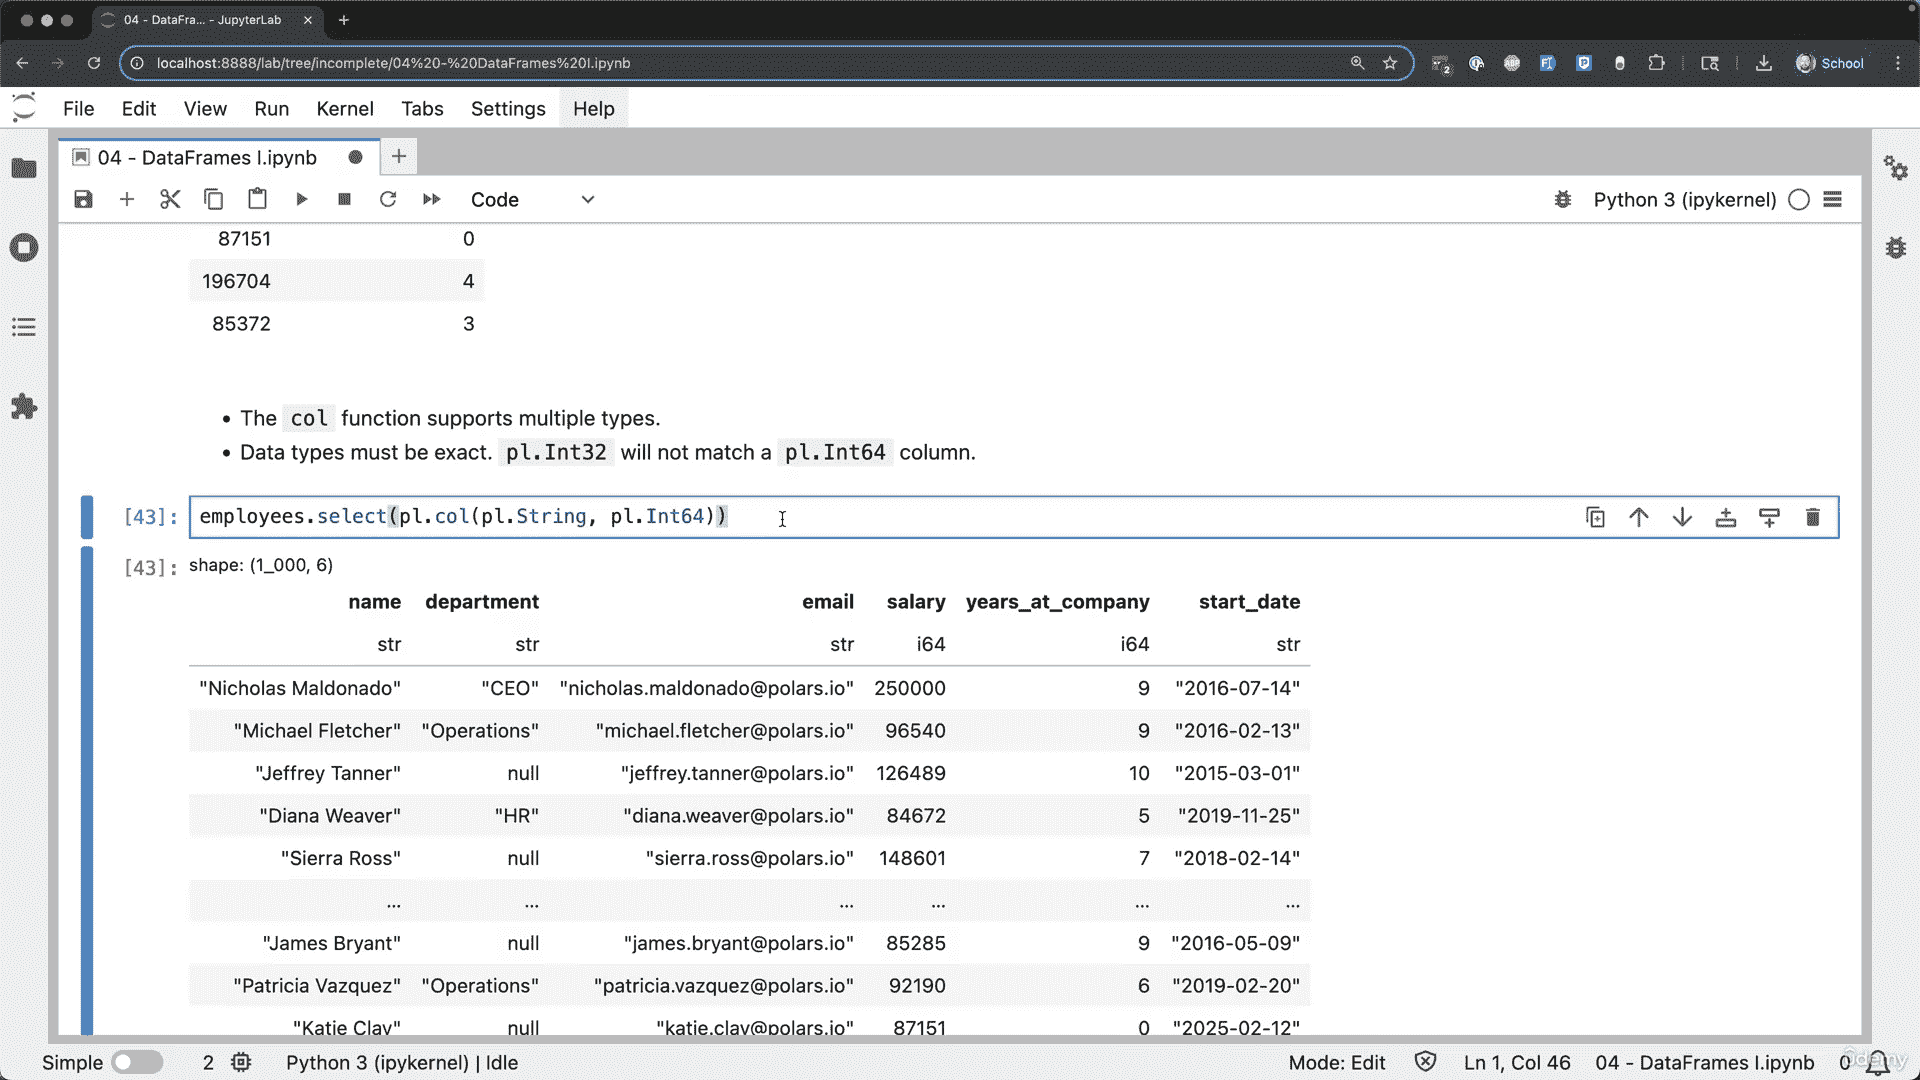 04 - DataFra... - JupyterLab
localhost:8888/lab/tree/incomplete/04%20-%20DataFrames%20I.ipynb
2
School
File Edit View Run Kernel Tabs Settings Help
04 - DataFrames I.ipynb
Code
Python 3 (ipykernel)
87151 0
196704 4
85372 3
• The col function supports multiple types.
• Data types must be exact. pl.Int32 will not match a pl.Int64 column.
[43]: employees.select(pl.col(pl.String, pl.Int64))
[43]: shape: (1_000, 6)
name department email salary years_at_company start_date
str str str i64 i64 str
"Nicholas Maldonado" "CEO" "nicholas.maldonado@polars.io" 250000 9 "2016-07-14"
"Michael Fletcher" "Operations" "michael.fletcher@polars.io" 96540 9 "2016-02-13"
"Jeffrey Tanner" null "jeffrey.tanner@polars.io" 126489 10 "2015-03-01"
"Diana Weaver" "HR" "diana.weaver@polars.io" 84672 5 "2019-11-25"
"Sierra Ross" null "sierra.ross@polars.io" 148601 7 "2018-02-14"
... ... ... ... ... ...
"James Bryant" null "james.bryant@polars.io" 85285 9 "2016-05-09"
"Patricia Vazquez" "Operations" "patricia.vazquez@polars.io" 92190 6 "2019-02-20"
"Katie Clay" null "katie.clay@polars.io" 87151 0 "2025-02-12"
Simple 2 Python 3 (ipykernel) | Idle Mode: Edit Ln 1, Col 46 04 - DataFrames I.ipynb 0
Udemy